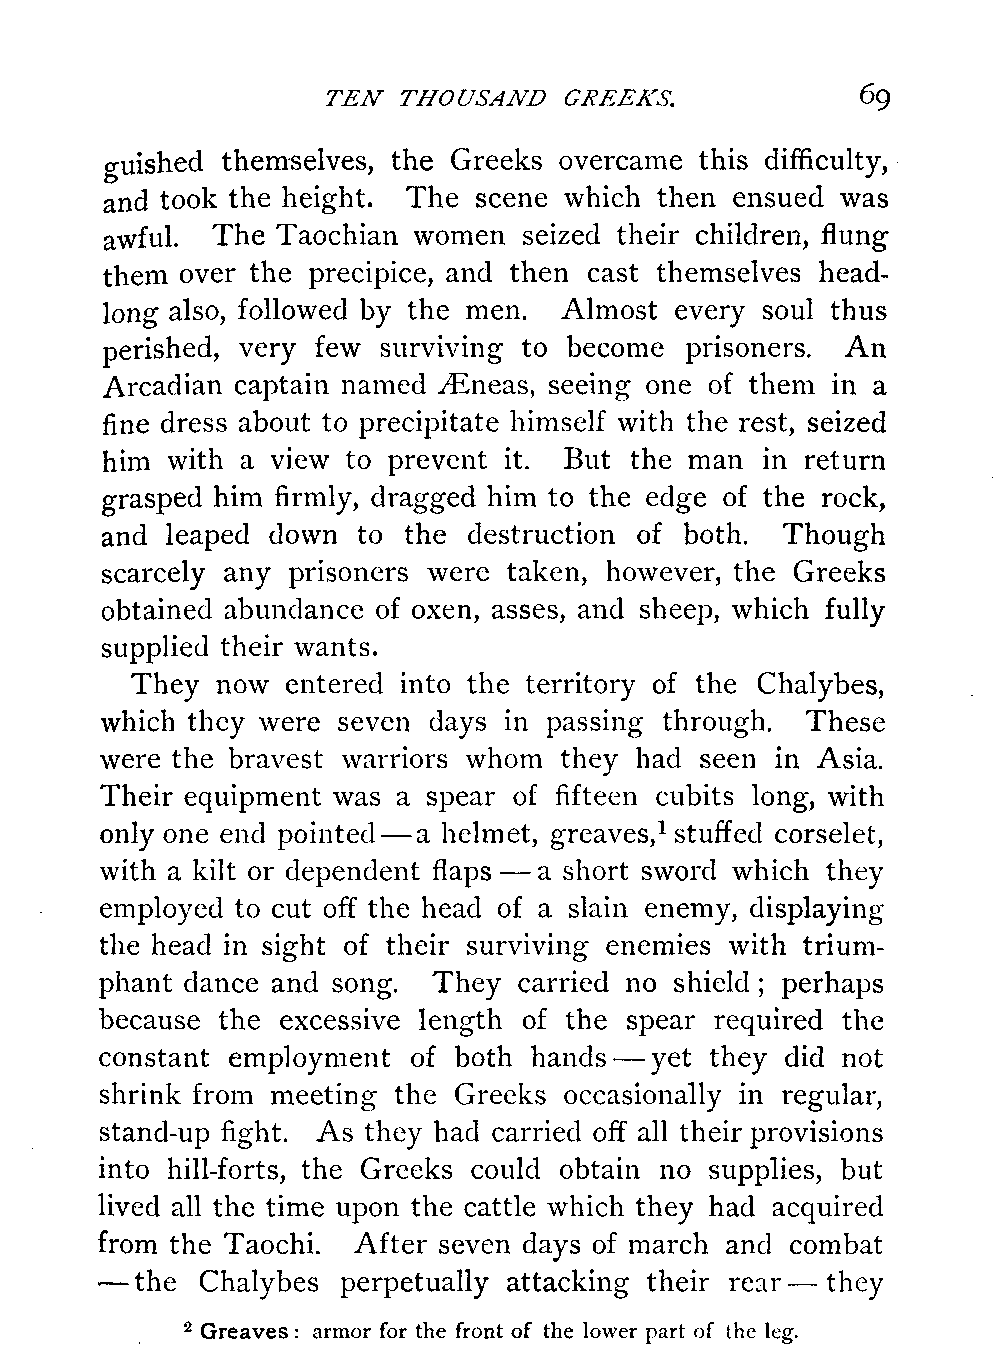 TEN THOUSAND GREEKS. 69
guished themselves, the Greeks overcame this difficulty,
and took the height. The scene which then ensued was
awful. The Taochian women seized their children, flung
them over the precipice, and then cast themselves head-
long also, followed by the men. Almost every soul thus
perished, very few surviving to become prisoners. An
Arcadian captain named Æneas, seeing one of them in a
fine dress about to precipitate himself with the rest, seized
him with a view to prevent it. But the man in return
grasped him firmly, dragged him to the edge of the rock,
and leaped down to the destruction of both. Though
scarcely any prisoners were taken, however, the Greeks
obtained abundance of oxen, asses, and sheep, which fully
supplied their wants.
They now entered into the territory of the Chalybes,
which they were seven days in passing through. These
were the bravest warriors whom they had seen in Asia.
Their equipment was a spear of fifteen cubits long, with
only one end pointed — a helmet, greaves,¹ stuffed corselet,
with a kilt or dependent flaps — a short sword which they
employed to cut off the head of a slain enemy, displaying
the head in sight of their surviving enemies with trium-
phant dance and song. They carried no shield; perhaps
because the excessive length of the spear required the
constant employment of both hands — yet they did not
shrink from meeting the Greeks occasionally in regular,
stand-up fight. As they had carried off all their provisions
into hill-forts, the Greeks could obtain no supplies, but
lived all the time upon the cattle which they had acquired
from the Taochi. After seven days of march and combat
— the Chalybes perpetually attacking their rear — they
² Greaves: armor for the front of the lower part of the leg.